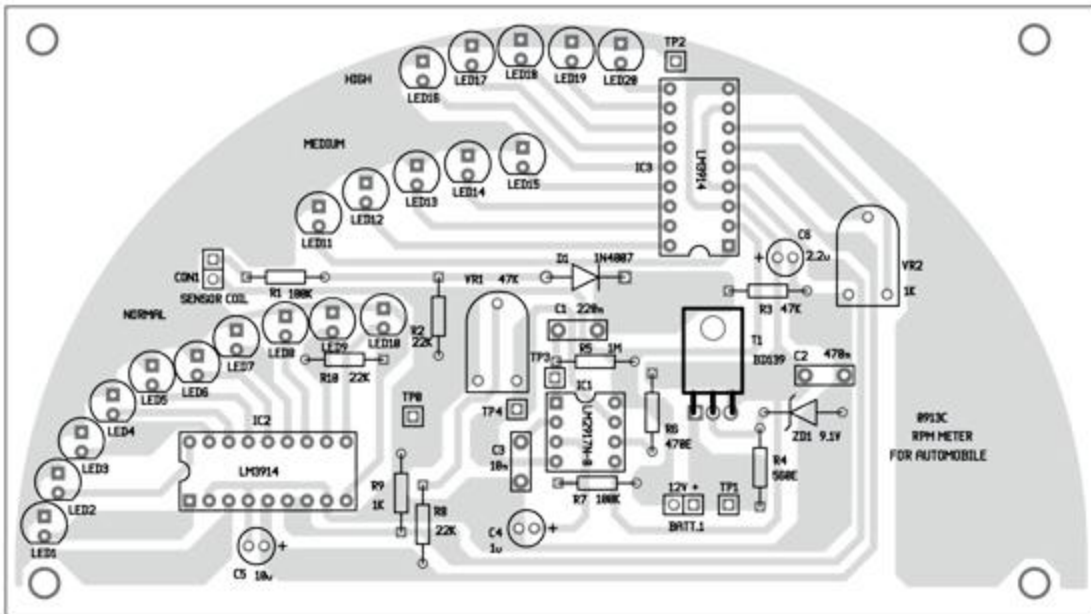 TP2
LED16
LED17
LED18
LED19
LED20
HIGH
MEDIUM
IC3
LM3914
LED11
LED12
LED13
LED14
LED15
C6
2.2u
CON1
SENSOR COIL
R1 100K
VR1 47K
D1 1N4007
VR2
1K
R3 47K
NORMAL
LED7
LED8
LED9
LED10
R2
22K
C1 220n
T1
BD139
R10 22K
R5 1M
TP3
C2 470n
LED4
LED5
LED6
TP0
TP4
IC1
LM2917N-8
R6
470E
ZD1 9.1V
0913C
RPM METER
FOR AUTOMOBILE
IC2
LM3914
LED3
LED2
LED1
R9
1K
R8
22K
C3
10n
R7 100K
12V +
BATT.1
TP1
R4
560E
C4
1u
+
C5 10u
+
+